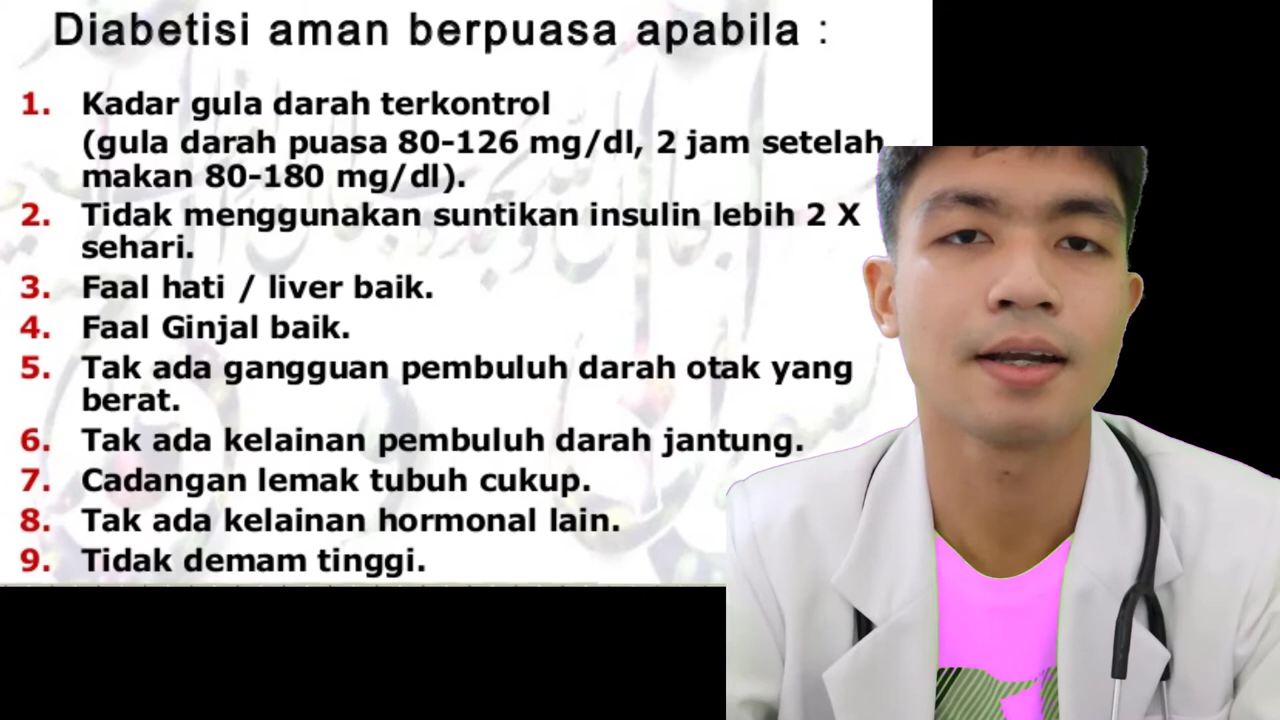 Diabetisi aman berpuasa apabila :
1. Kadar gula darah terkontrol
(gula darah puasa 80-126 mg/dl, 2 jam setelah
makan 80-180 mg/dl).
2. Tidak menggunakan suntikan insulin lebih 2 X
sehari.
3. Faal hati / liver baik.
4. Faal Ginjal baik.
5. Tak ada gangguan pembuluh darah otak yang
berat.
6. Tak ada kelainan pembuluh darah jantung.
7. Cadangan lemak tubuh cukup.
8. Tak ada kelainan hormonal lain.
9. Tidak demam tinggi.